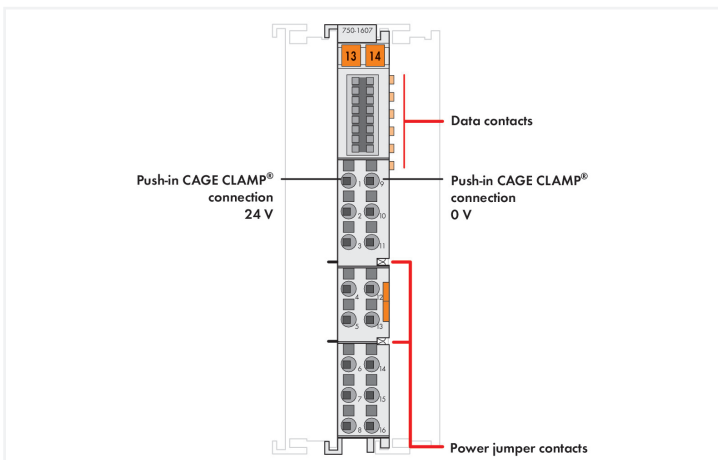 750-1607
13 14
Data contacts
Push-in CAGE CLAMP®
connection
24 V
Push-in CAGE CLAMP®
connection
0 V
1 9
2 10
3 11
4 12
5 13
6 14
7 15
8 16
Power jumper contacts